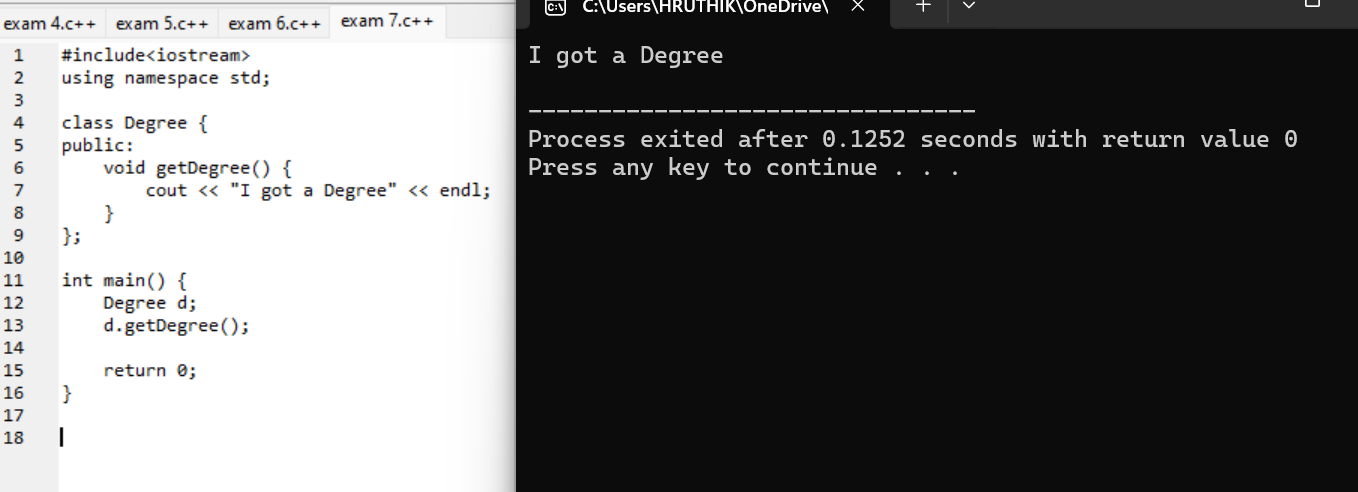 exam 4.c++ exam 5.c++ exam 6.c++ exam 7.c++
1 #include<iostream>
2 using namespace std;
3
4 class Degree {
5 public:
6     void getDegree() {
7         cout << "I got a Degree" << endl;
8     }
9 };
10
11 int main() {
12     Degree d;
13     d.getDegree();
14
15     return 0;
16 }
17
18
C:\Users\HRUTHIK\OneDrive\
I got a Degree
--------------------------------
Process exited after 0.1252 seconds with return value 0
Press any key to continue . . .